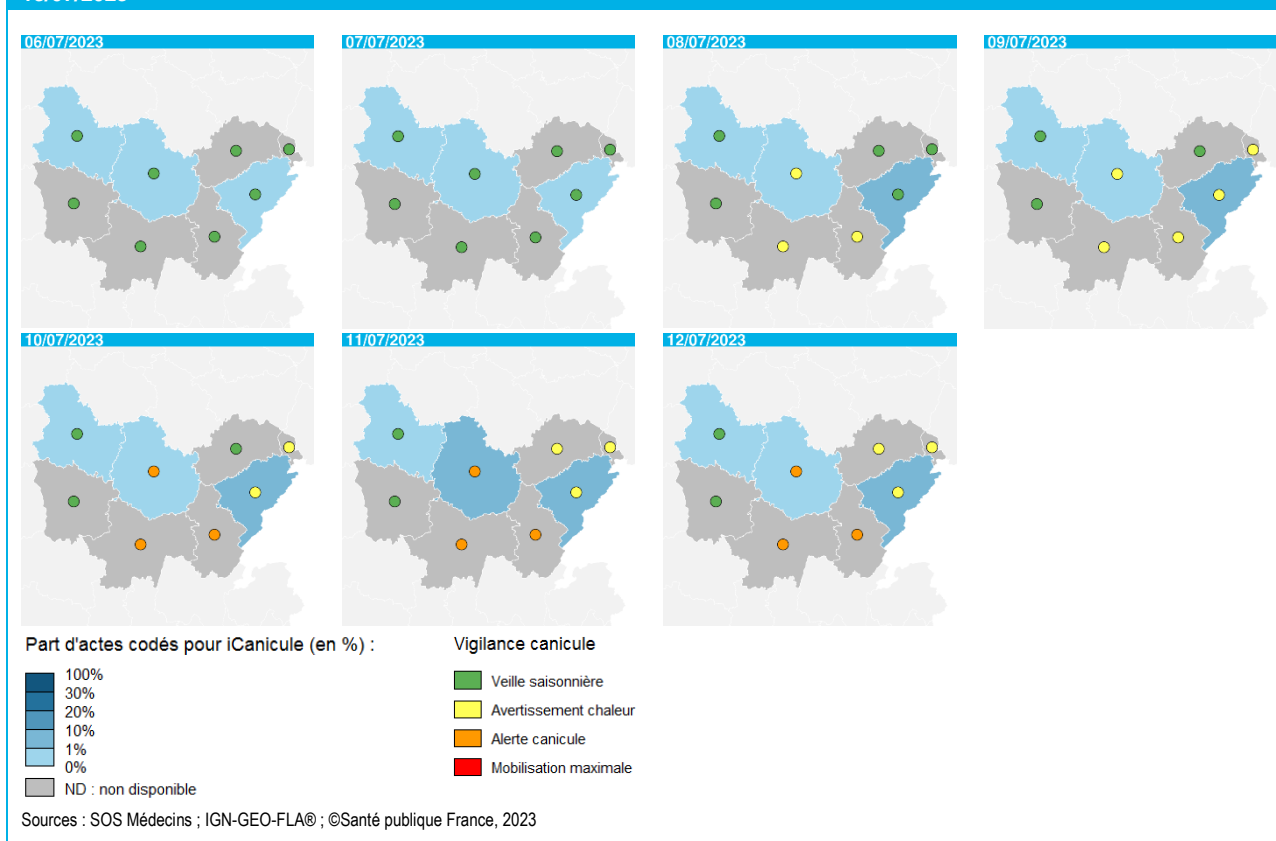 06/07/2023
07/07/2023
08/07/2023
09/07/2023
10/07/2023
11/07/2023
12/07/2023
Part d'actes codés pour iCanicule (en %) :
100%
30%
20%
10%
1%
0%
ND : non disponible
Vigilance canicule
Veille saisonnière
Avertissement chaleur
Alerte canicule
Mobilisation maximale
Sources : SOS Médecins ; IGN-GEO-FLA® ; ©Santé publique France, 2023